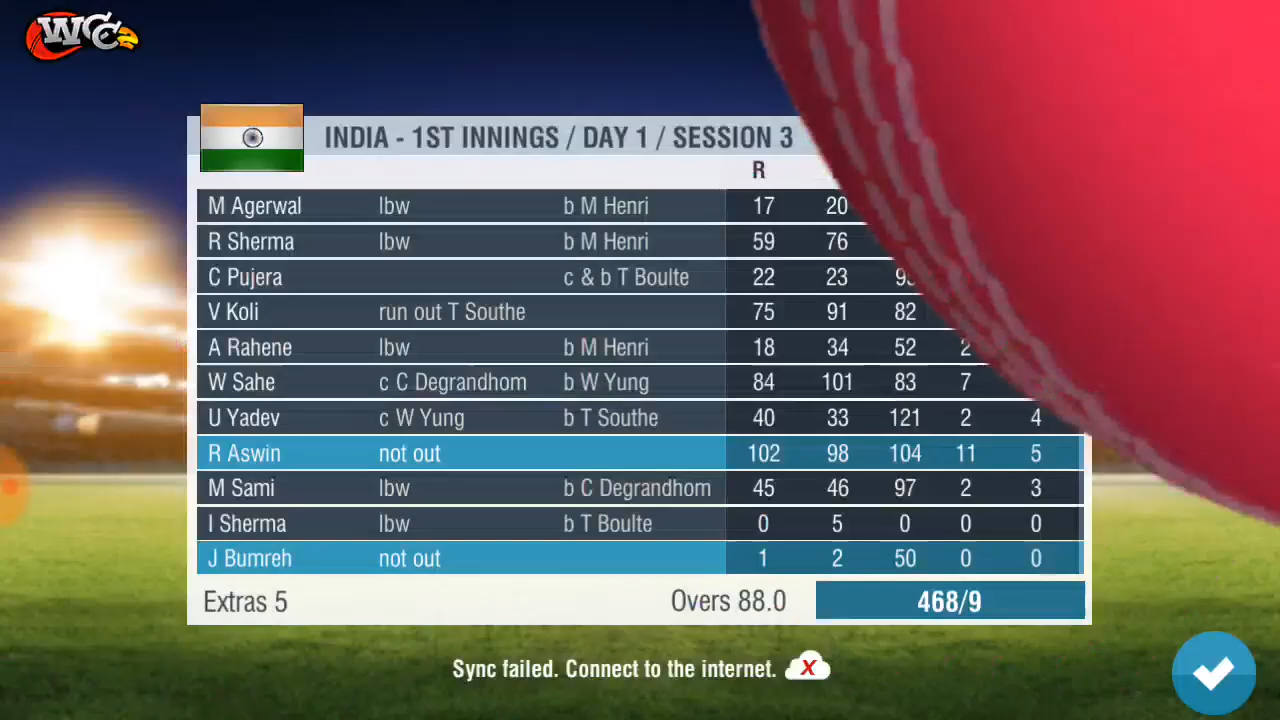 WCC
INDIA - 1ST INNINGS / DAY 1 / SESSION 3
R
M Agerwal lbw b M Henri 17 20
R Sherma lbw b M Henri 59 76
C Pujera c & b T Boulte 22 23
V Koli run out T Southe 75 91 82
A Rahene lbw b M Henri 18 34 52 2
W Sahe c C Degrandhom b W Yung 84 101 83 7
U Yadev c W Yung b T Southe 40 33 121 2 4
R Aswin not out 102 98 104 11 5
M Sami lbw b C Degrandhom 45 46 97 2 3
I Sherma lbw b T Boulte 0 5 0 0 0
J Bumreh not out 1 2 50 0 0
Extras 5 Overs 88.0 468/9
Sync failed. Connect to the internet. X